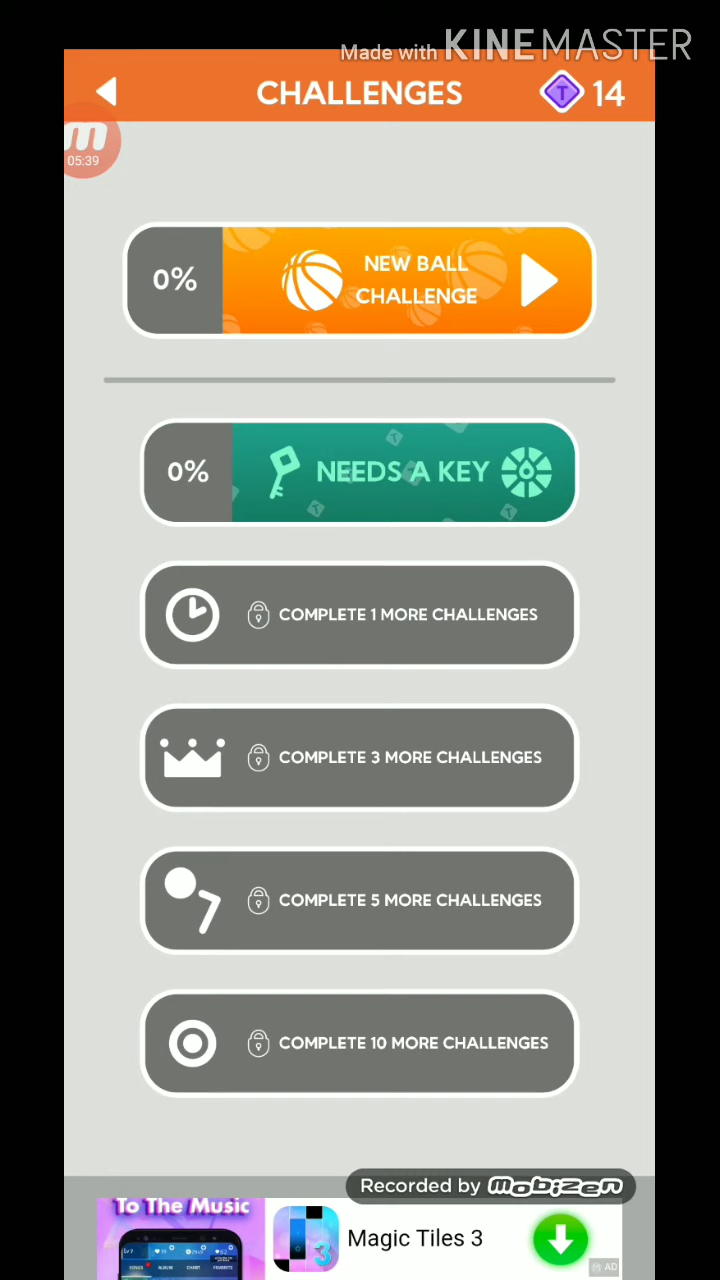 Made with KINEMASTER
CHALLENGES
T 14
m
05:39
0%
NEW BALL
CHALLENGE
0%
NEEDS A KEY
COMPLETE 1 MORE CHALLENGES
COMPLETE 3 MORE CHALLENGES
COMPLETE 5 MORE CHALLENGES
COMPLETE 10 MORE CHALLENGES
Recorded by mobizen
To The Music
Magic Tiles 3
3
AD